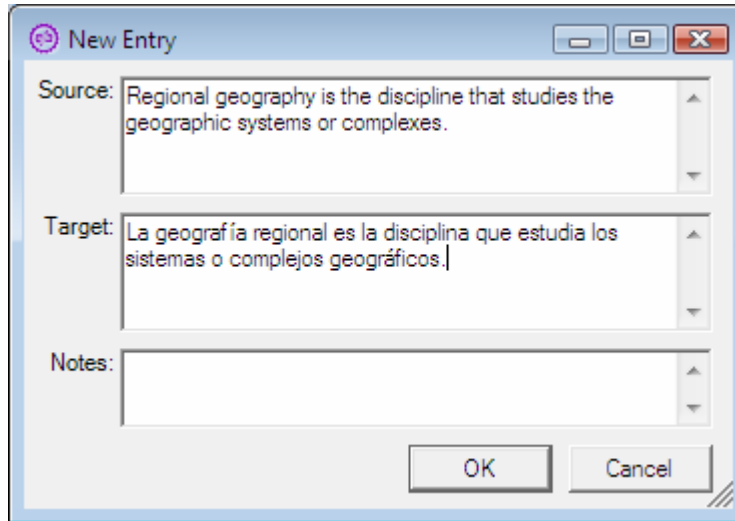 New Entry
Source:
Regional geography is the discipline that studies the
geographic systems or complexes.
Target:
La geografía regional es la disciplina que estudia los
sistemas o complejos geográficos.
Notes:
OK Cancel